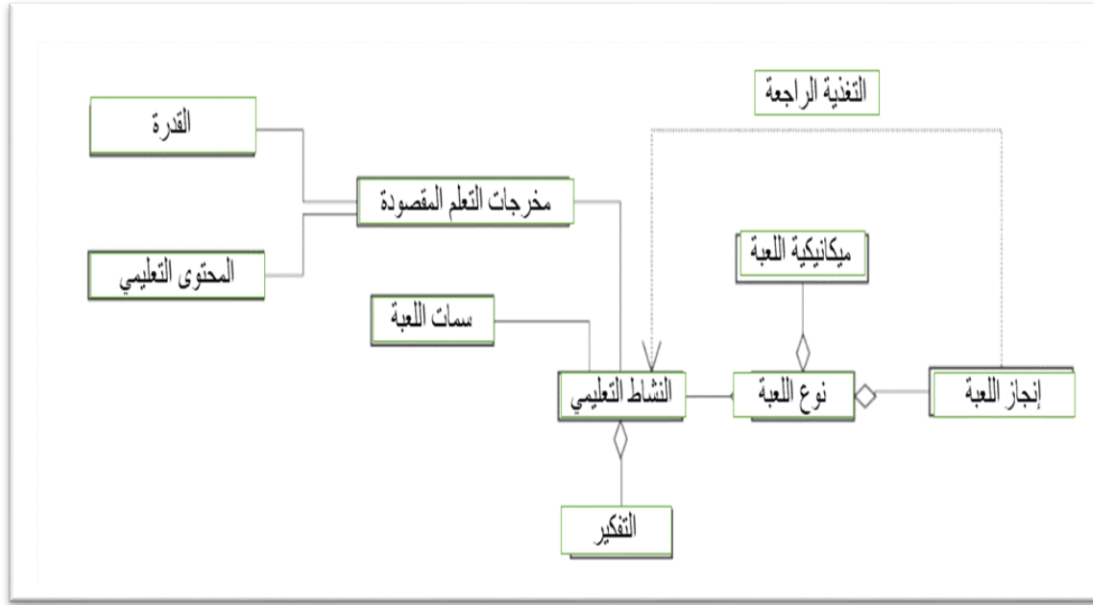 التغذية الراجعة
القدرة
مخرجات التعلم المقصودة
ميكانيكية اللعبة
المحتوى التعليمي
سمات اللعبة
النشاط التعليمي
نوع اللعبة
إنجاز اللعبة
التفكير